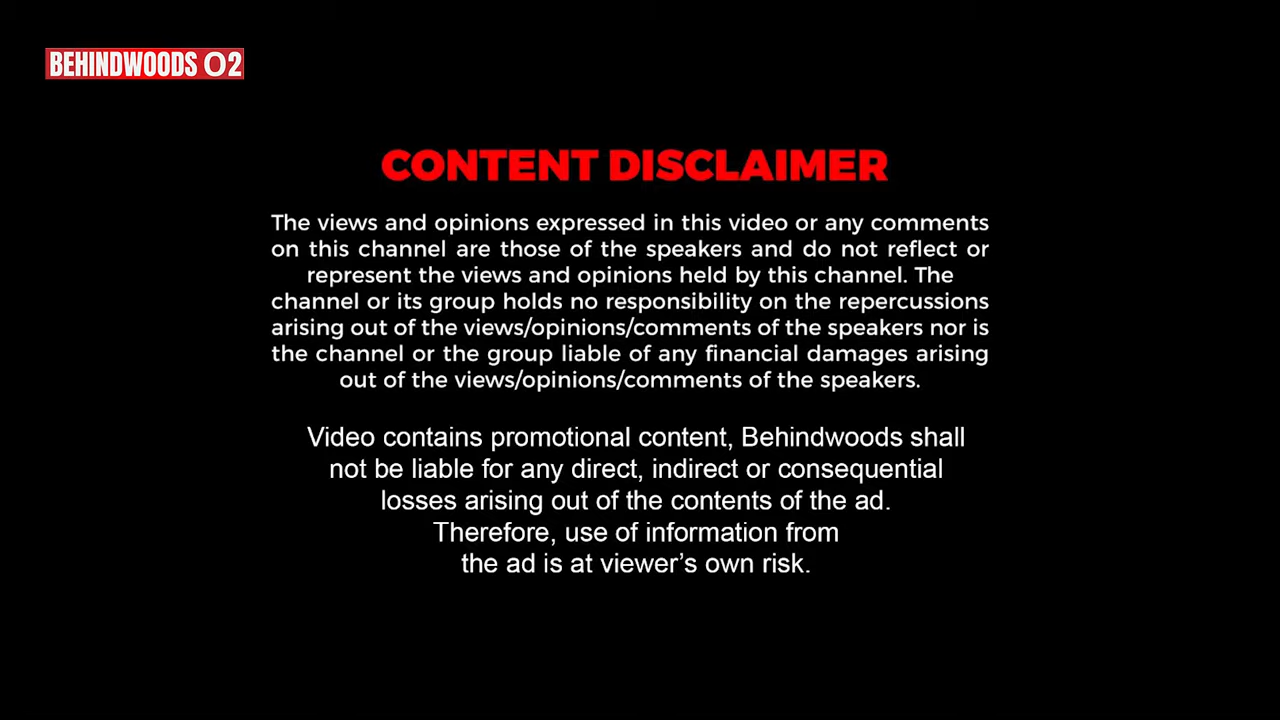 BEHINDWOODS O2
CONTENT DISCLAIMER
The views and opinions expressed in this video or any comments
on this channel are those of the speakers and do not reflect or
represent the views and opinions held by this channel. The
channel or its group holds no responsibility on the repercussions
arising out of the views/opinions/comments of the speakers nor is
the channel or the group liable of any financial damages arising
out of the views/opinions/comments of the speakers.
Video contains promotional content, Behindwoods shall
not be liable for any direct, indirect or consequential
losses arising out of the contents of the ad.
Therefore, use of information from
the ad is at viewer’s own risk.